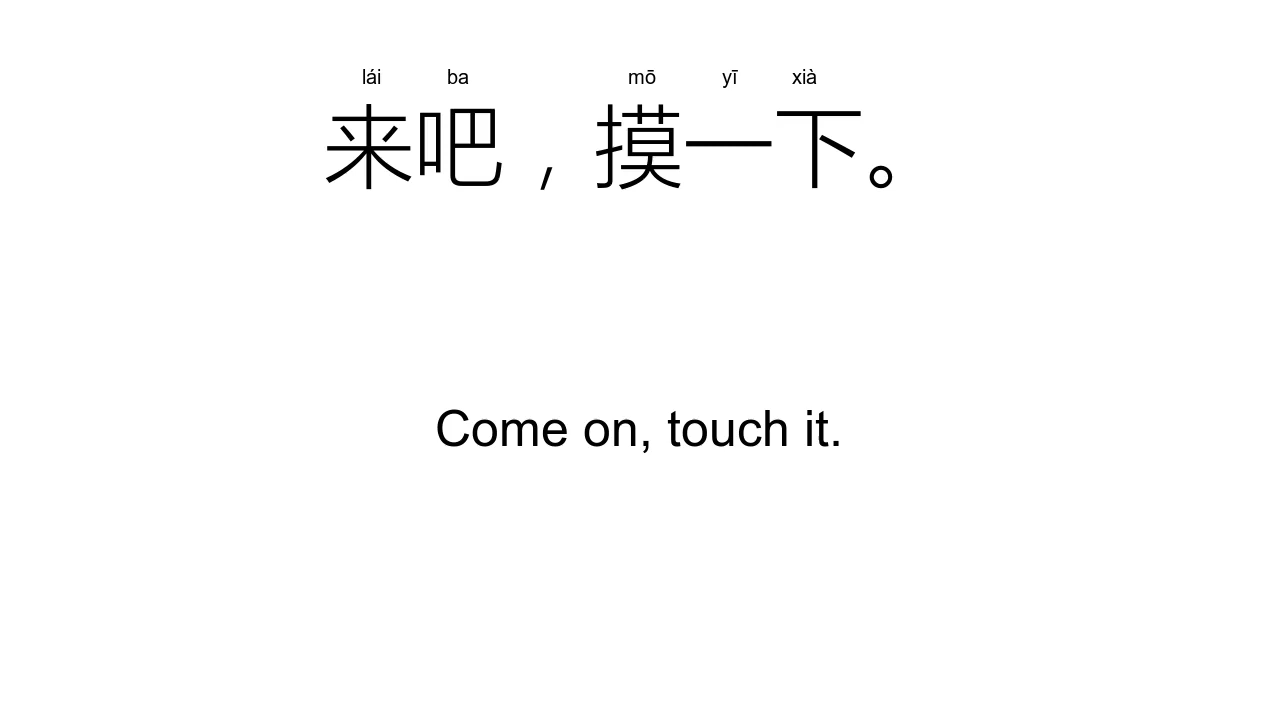 lái ba mō yī xià
来吧，摸一下。
Come on, touch it.